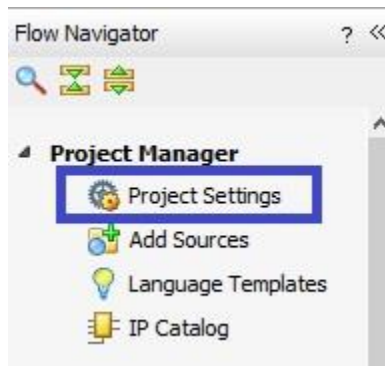 Flow Navigator ? «
Project Manager
Project Settings
Add Sources
Language Templates
IP Catalog